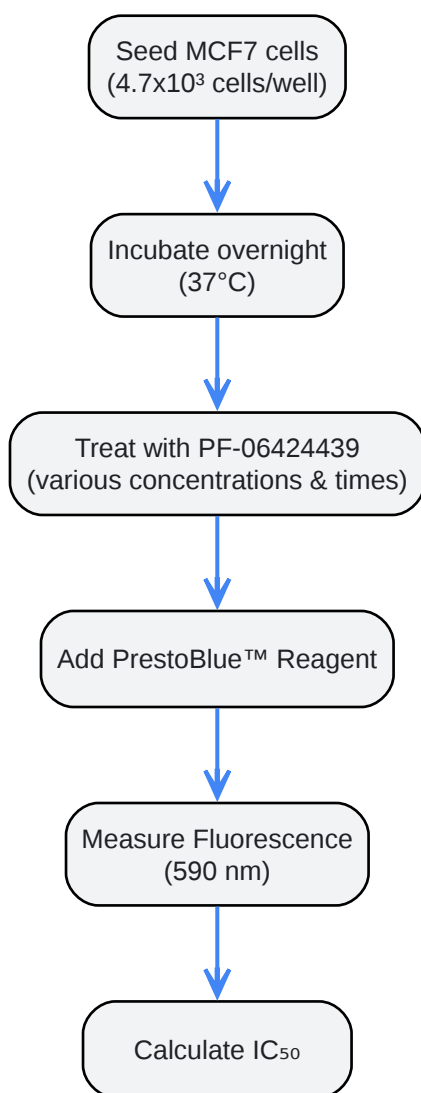 Seed MCF7 cells
(4.7x10³ cells/well)
Incubate overnight
(37°C)
Treat with PF-06424439
(various concentrations & times)
Add PrestoBlue™ Reagent
Measure Fluorescence
(590 nm)
Calculate IC₅₀